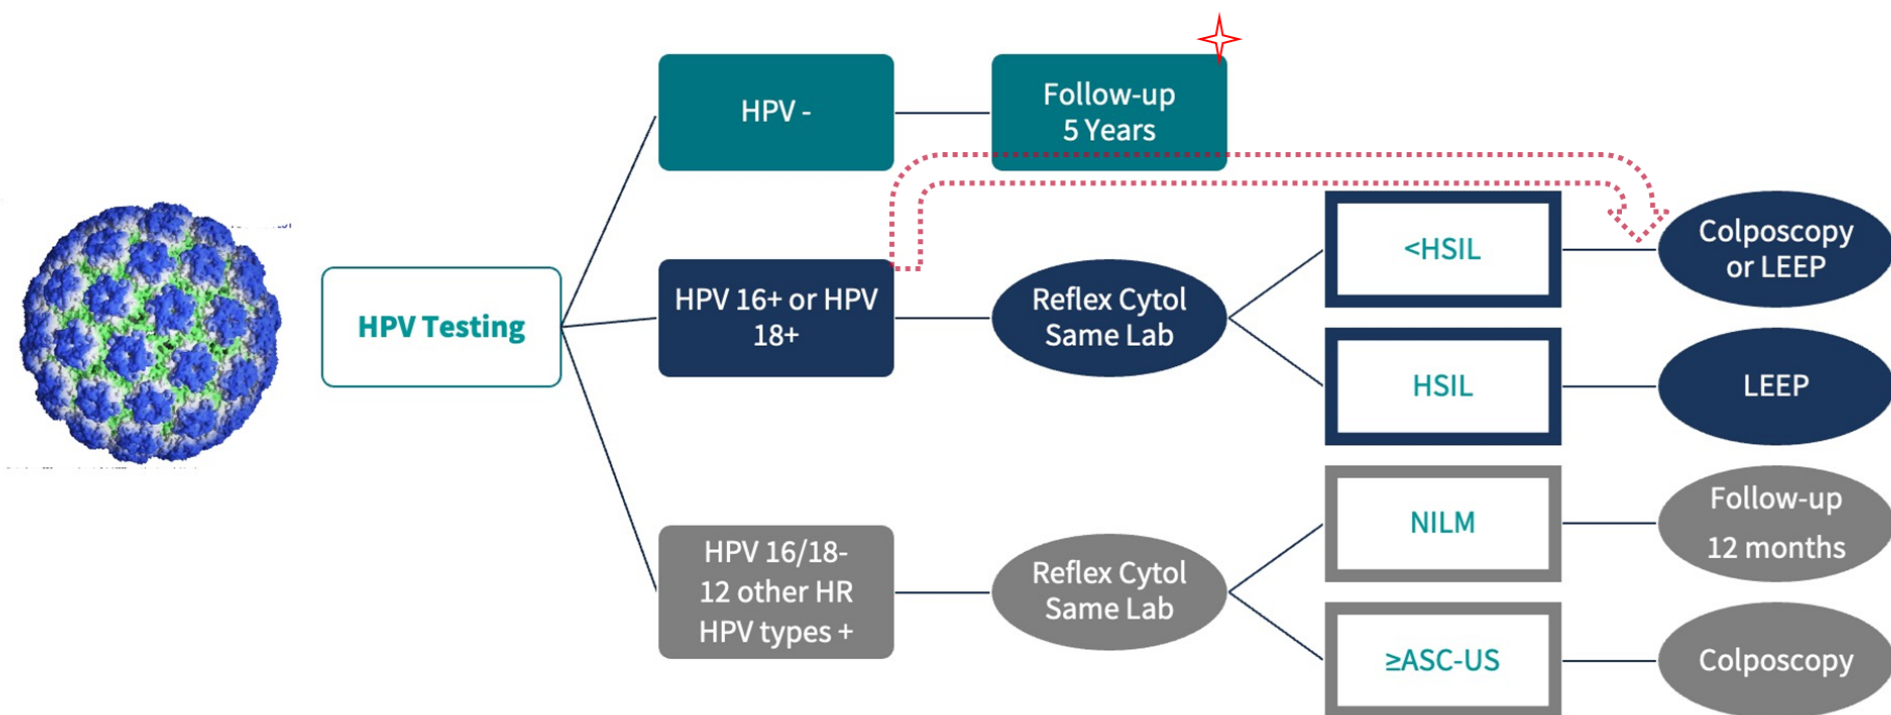 HPV -
Follow-up
5 Years
HPV Testing
HPV 16+ or HPV
18+
Reflex Cytol
Same Lab
<HSIL
Colposcopy
or LEEP
HSIL
LEEP
HPV 16/18-
12 other HR
HPV types +
Reflex Cytol
Same Lab
NILM
Follow-up
12 months
≥ASC-US
Colposcopy